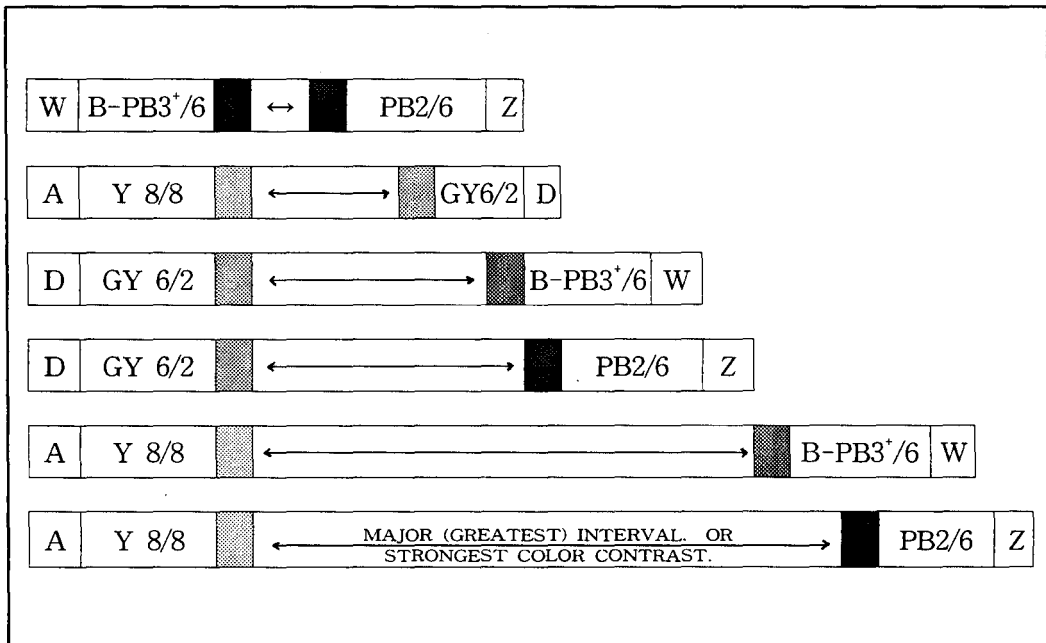 W B-PB3⁺/6 ↔ PB2/6 Z
A Y 8/8 GY6/2 D
D GY 6/2 B-PB3⁺/6 W
D GY 6/2 PB2/6 Z
A Y 8/8 B-PB3⁺/6 W
A Y 8/8 MAJOR (GREATEST) INTERVAL. OR
STRONGEST COLOR CONTRAST. PB2/6 Z